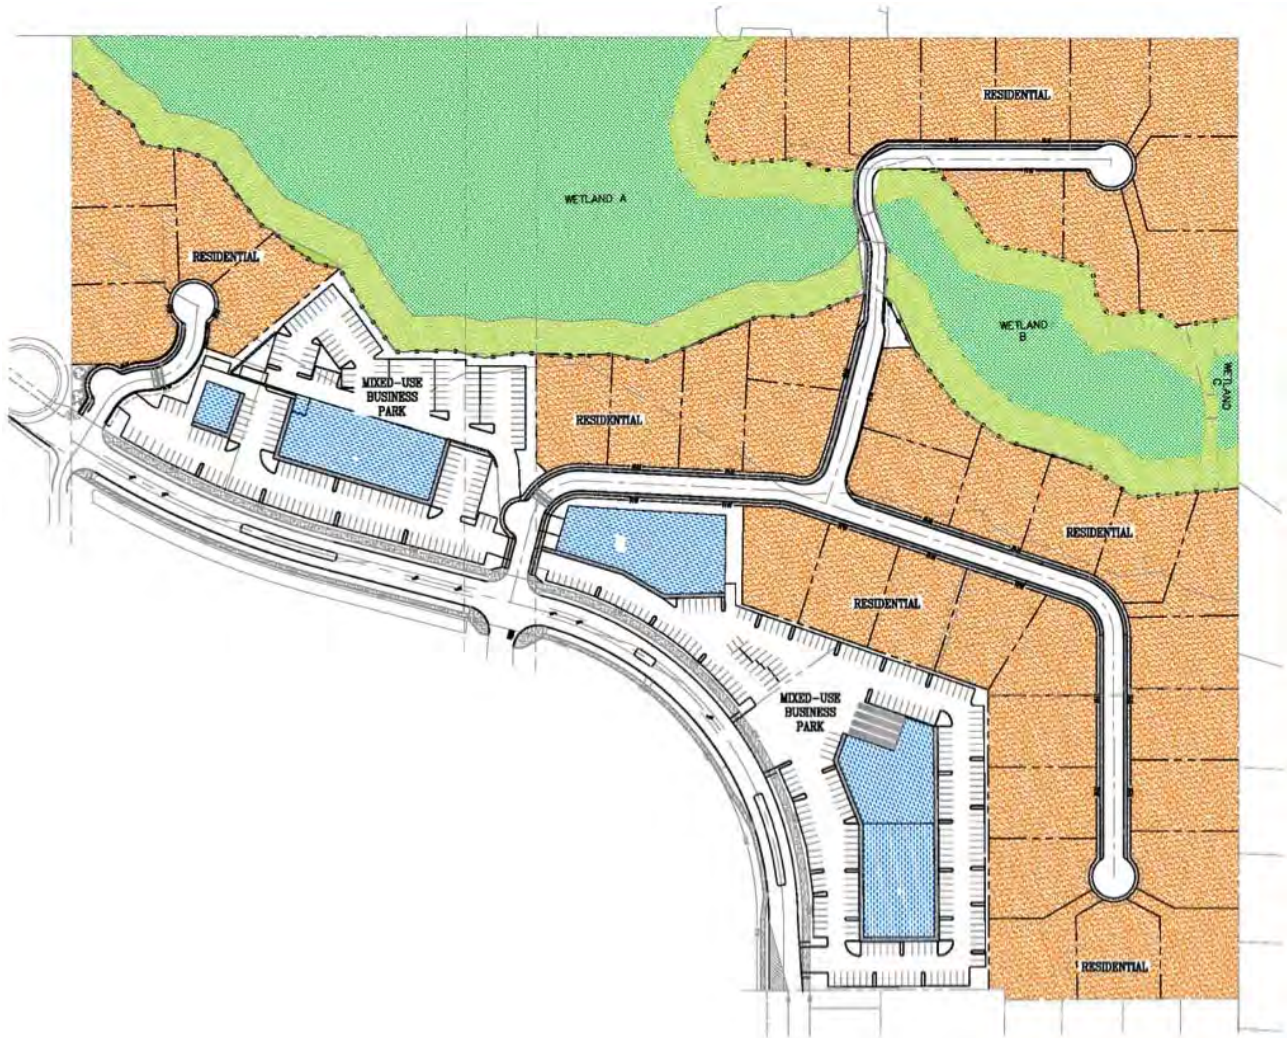 RESIDENTIAL
WETLAND A
RESIDENTIAL
WETLAND
B
WETLAND
C
MIXED-USE
BUSINESS
PARK
RESIDENTIAL
RESIDENTIAL
RESIDENTIAL
MIXED-USE
BUSINESS
PARK
RESIDENTIAL